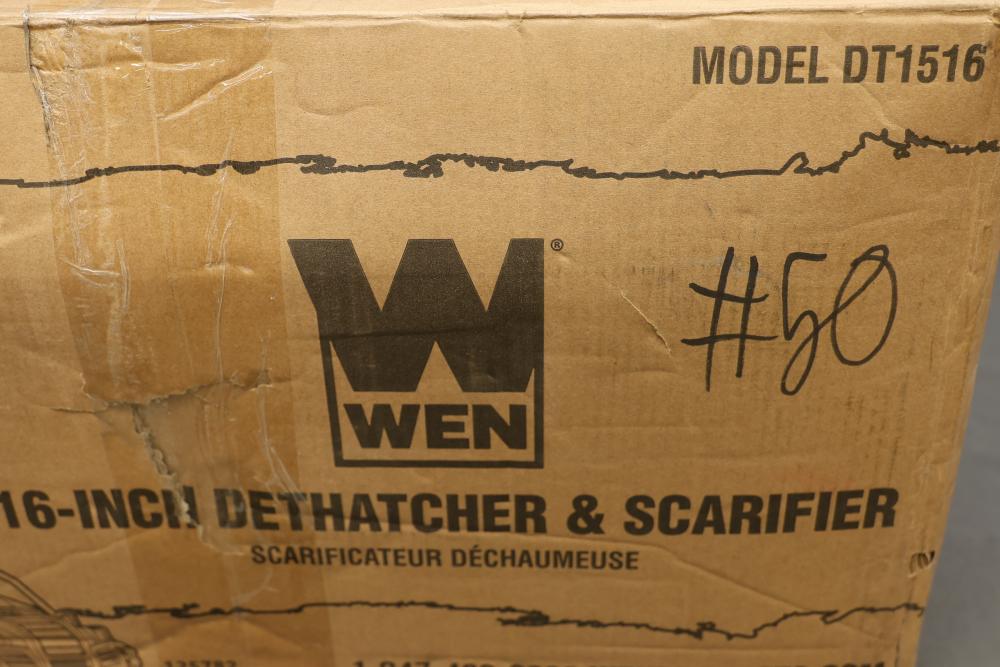 MODEL DT1516
WEN®
#50
16-INCH DETHATCHER & SCARIFIER
SCARIFICATEUR DÉCHAUMEUSE